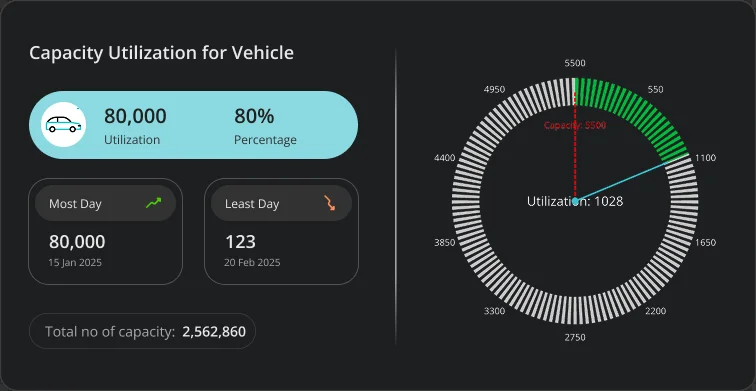 Capacity Utilization for Vehicle
80,000
Utilization
80%
Percentage
Most Day
80,000
15 Jan 2025
Least Day
123
20 Feb 2025
Total no of capacity: 2,562,860
5500
550
1100
1650
2200
2750
3300
3850
4400
4950
Capacity: 5500
Utilization: 1028